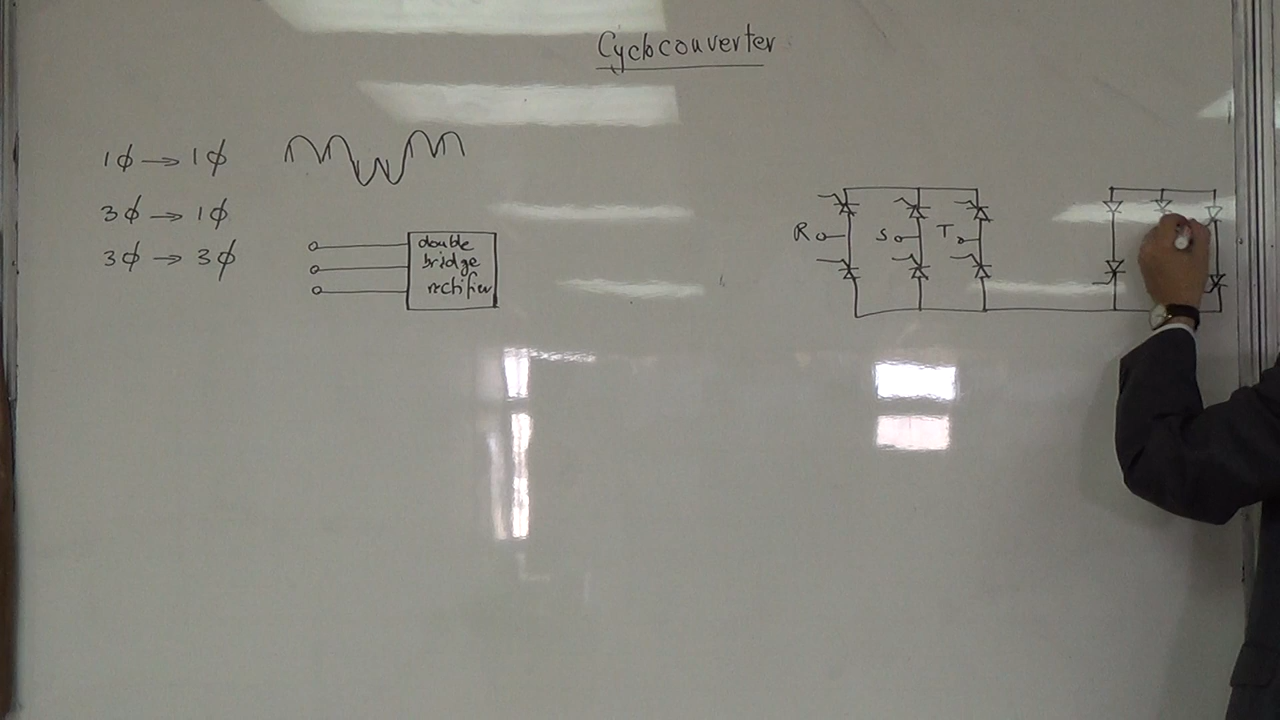 Cycloconverter
1ϕ → 1ϕ
3ϕ → 1ϕ
3ϕ → 3ϕ
double
bridge
rectifier
R S T